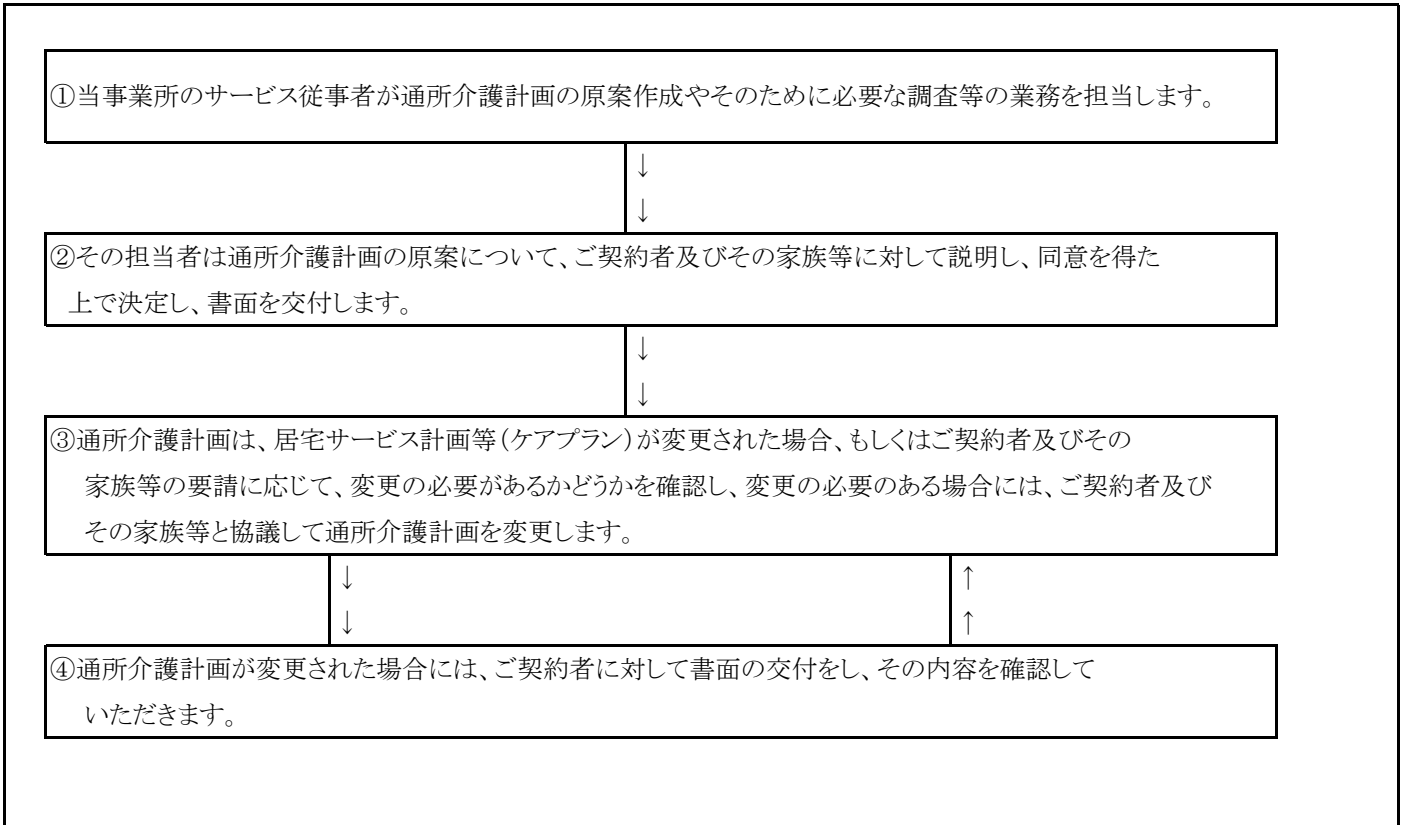 ①当事業所のサービス従事者が通所介護計画の原案作成やそのために必要な調査等の業務を担当します。
↓
↓
②その担当者は通所介護計画の原案について、ご契約者及びその家族等に対して説明し、同意を得た
上で決定し、書面を交付します。
↓
↓
③通所介護計画は、居宅サービス計画等(ケアプラン)が変更された場合、もしくはご契約者及びその
家族等の要請に応じて、変更の必要があるかどうかを確認し、変更の必要のある場合には、ご契約者及び
その家族等と協議して通所介護計画を変更します。
↓ ↑
↓ ↑
④通所介護計画が変更された場合には、ご契約者に対して書面の交付をし、その内容を確認して
いただきます。